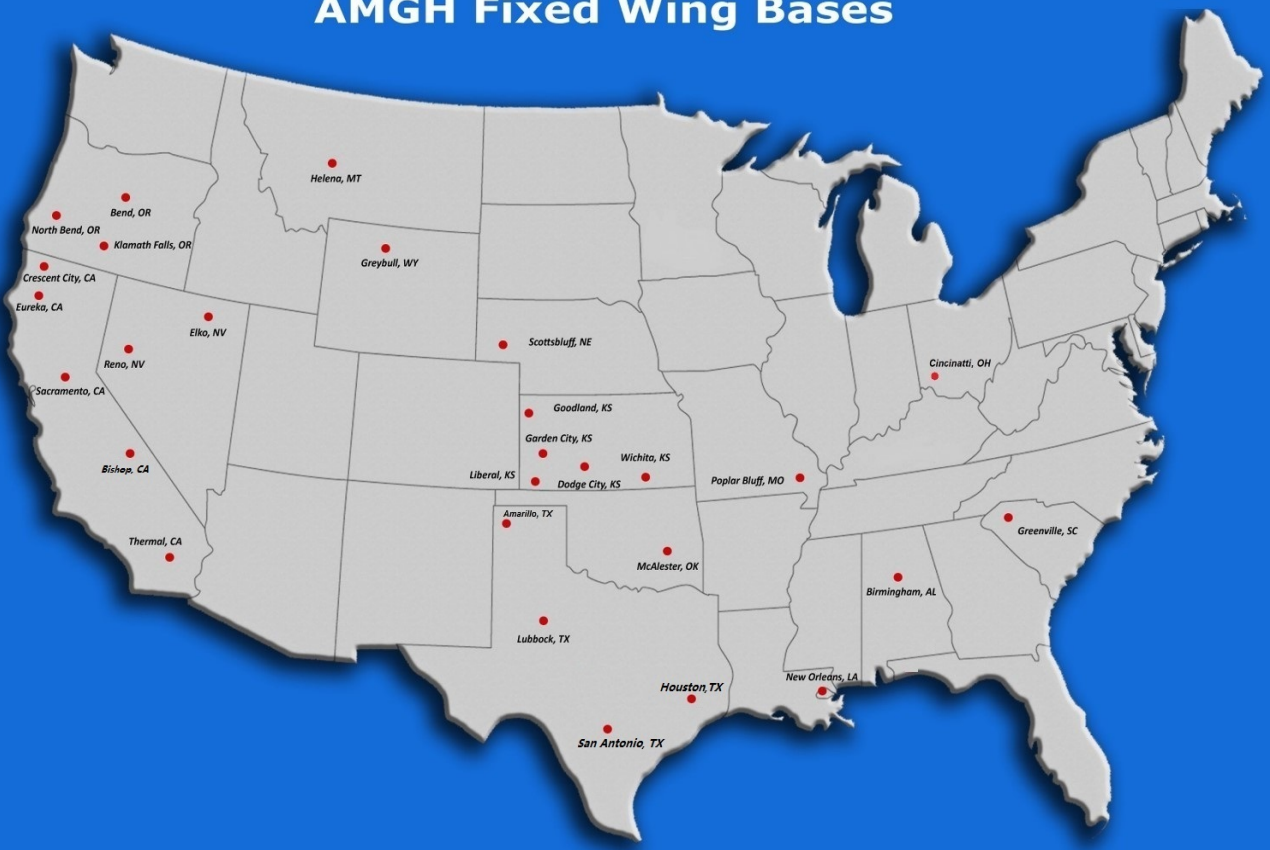 AMGH Fixed Wing Bases
Helena, MT
Bend, OR
North Bend, OR
Klamath Falls, OR
Greybull, WY
Crescent City, CA
Eureka, CA
Elko, NV
Scottsbluff, NE
Reno, NV
Cincinatti, OH
Sacramento, CA
Goodland, KS
Garden City, KS
Wichita, KS
Bishop, CA
Liberal, KS
Dodge City, KS
Poplar Bluff, MO
Amarillo, TX
Greenville, SC
Thermal, CA
McAlester, OK
Birmingham, AL
Lubbock, TX
New Orleans, LA
Houston,TX
San Antonio, TX